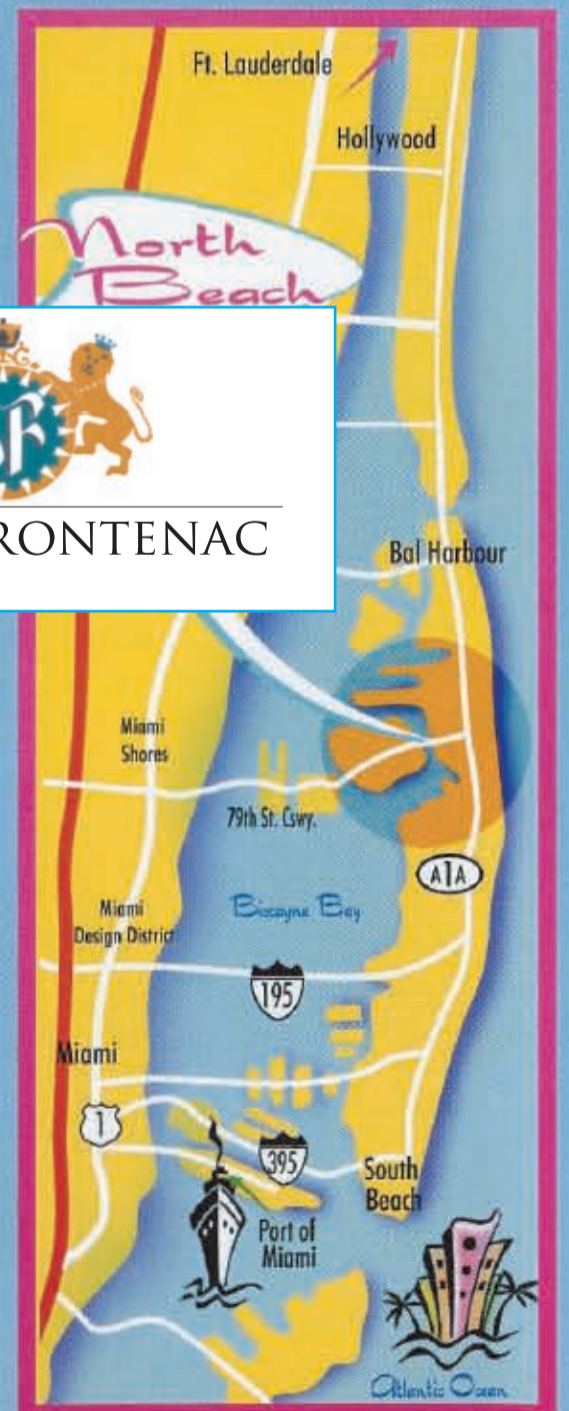 Ft. Lauderdale
Hollywood
North
Beach
RONTENAC
Bal Harbour
Miami
Shores
79th St. Cswy.
A1A
Biscayne Bay
Miami
Design District
195
Miami
1
395
South
Beach
Port of
Miami
Atlantic Ocean